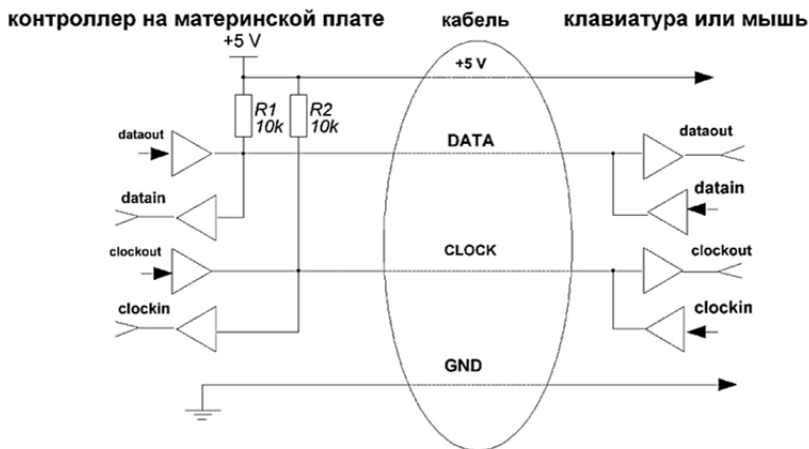 контроллер на материнской плате
кабель
клавиатура или мышь
+5 V
+5 V
R1
10k
R2
10k
dataout
DATA
dataout
datain
datain
clockout
CLOCK
clockout
clockin
clockin
GND